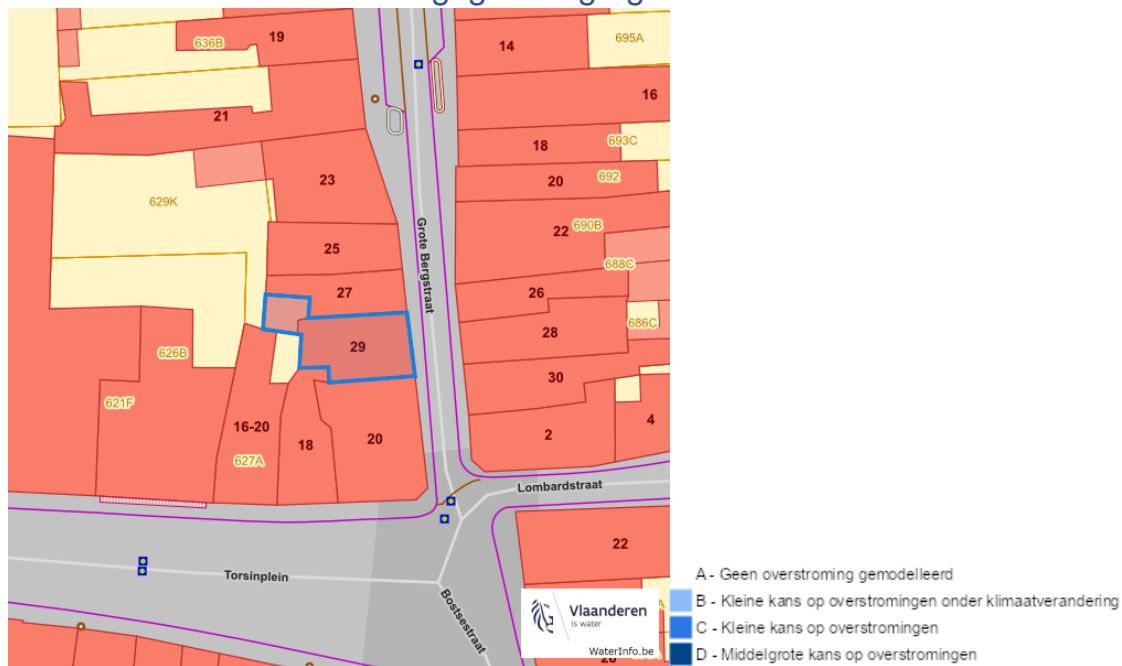 19
636B
14
695A
16
21
18
693C
20
692
23
629K
22
690B
25
688C
Grote Bergstraat
27
26
686C
28
29
626B
30
621F
16-20
627A
18
20
2
4
Lombardstraat
22
Torsinplein
Bostsestraat
Vlaanderen
is water
WaterInfo.be
A - Geen overstroming gemodelleerd
B - Kleine kans op overstromingen onder klimaatverandering
C - Kleine kans op overstromingen
D - Middelgrote kans op overstromingen